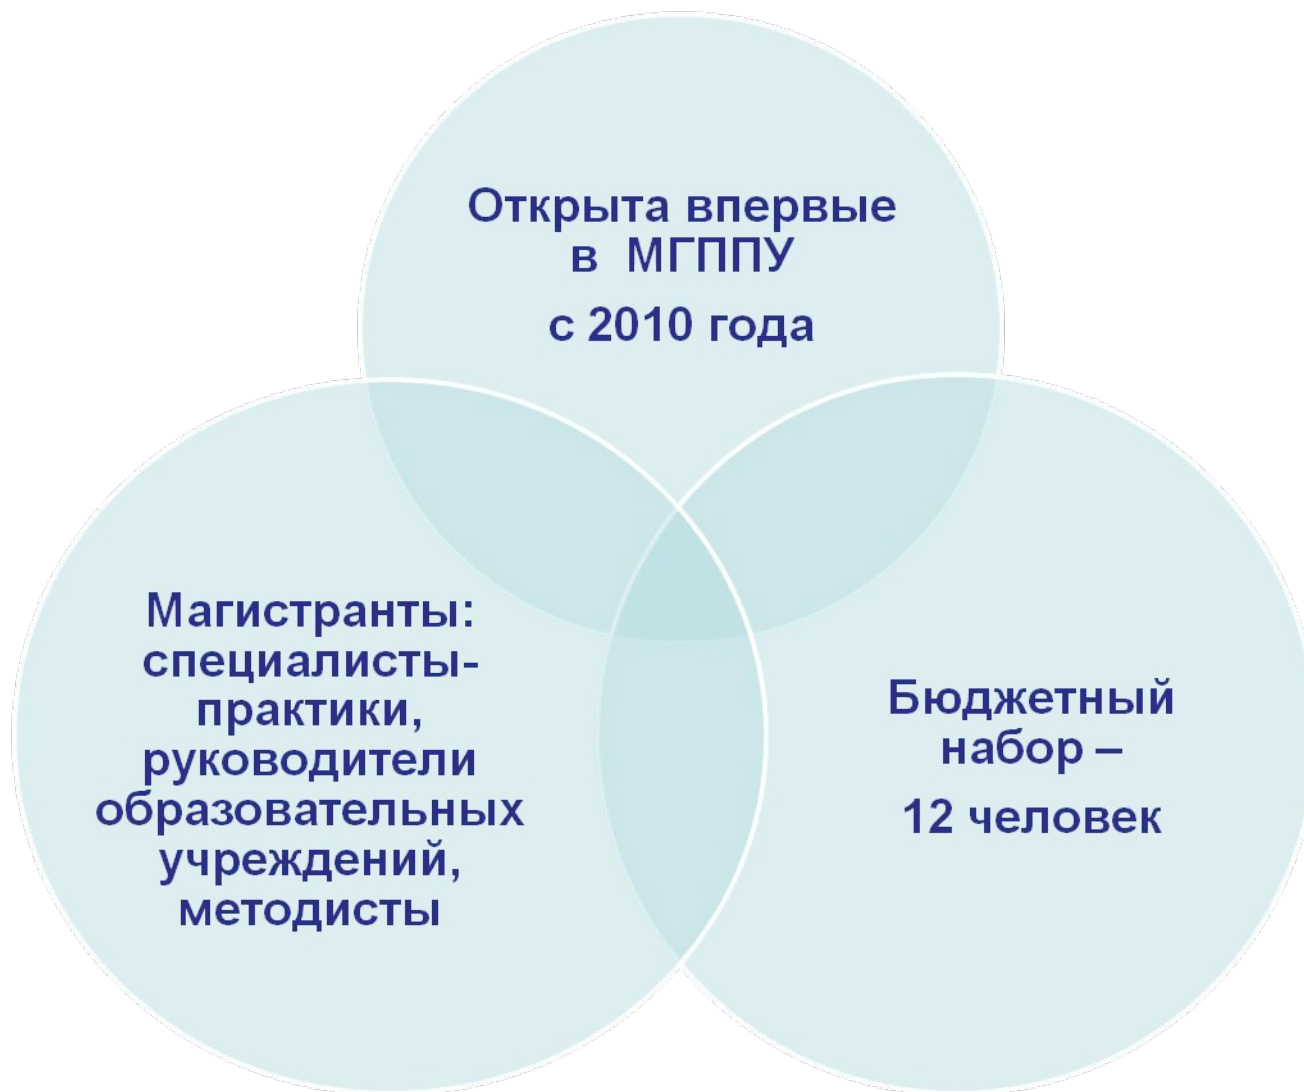 Открыта впервые
в МГППУ
с 2010 года
Магистранты:
специалисты-
практики,
руководители
образовательных
учреждений,
методисты
Бюджетный
набор –
12 человек